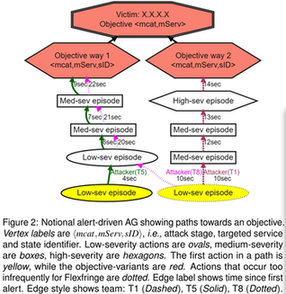 Victim: X.X.X.X
Objective <mcat,mServ>
Objective way 1
<mcat,mServ,sID>
Objective way 2
<mcat,mServ,sID>
9sec 22sec
14sec
Med-sev episode
High-sev episode
7sec 21sec
13sec
Med-sev episode
Med-sev episode
6sec 20sec
12sec
Low-sev episode
Med-sev episode
Attacker(T5)
Attacker(T8)
Attacker(T1)
4sec
10sec
10sec
Low-sev episode
Low-sev episode
Figure 2: Notional alert-driven AG showing paths towards an objective.
Vertex labels are ⟨mcat,mServ,sID⟩, i.e., attack stage, targeted service
and state identifier. Low-severity actions are ovals, medium-severity
are boxes, high-severity are hexagons. The first action in a path is
yellow, while the objective-variants are red. Actions that occur too
infrequently for Flexfringe are dotted. Edge label shows time since first
alert. Edge style shows team: T1 (Dashed), T5 (Solid), T8 (Dotted).